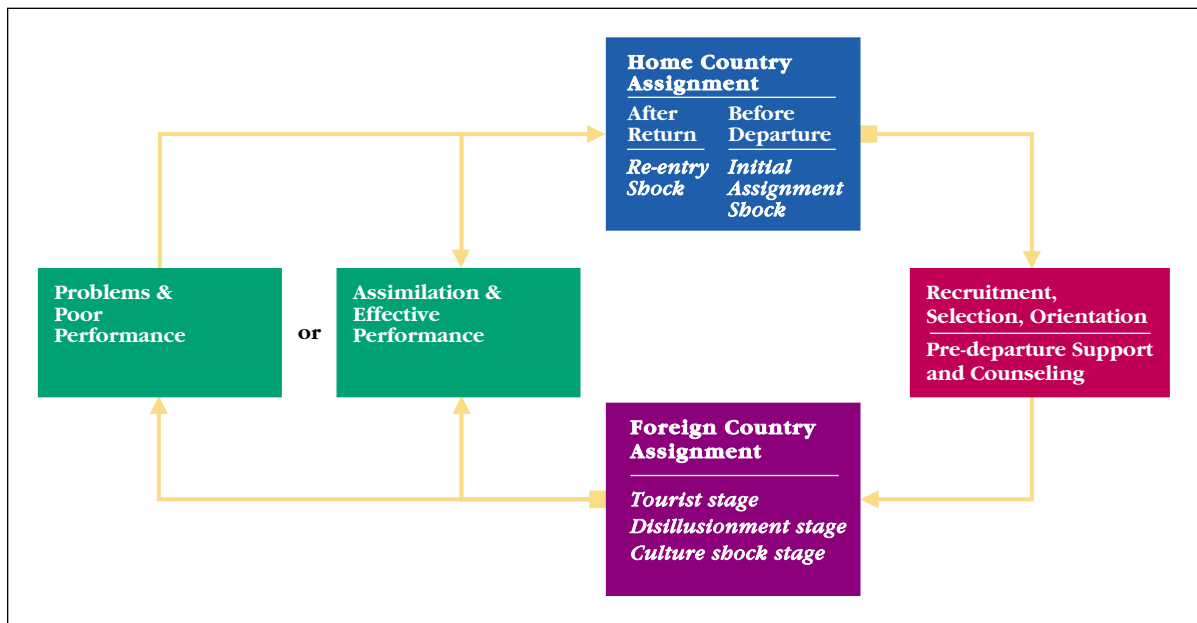 Home Country
Assignment
After
Return
Before
Departure
Re-entry
Shock
Initial
Assignment
Shock
Problems &
Poor
Performance
or
Assimilation &
Effective
Performance
Recruitment,
Selection, Orientation
Pre-departure Support
and Counseling
Foreign Country
Assignment
Tourist stage
Disillusionment stage
Culture shock stage